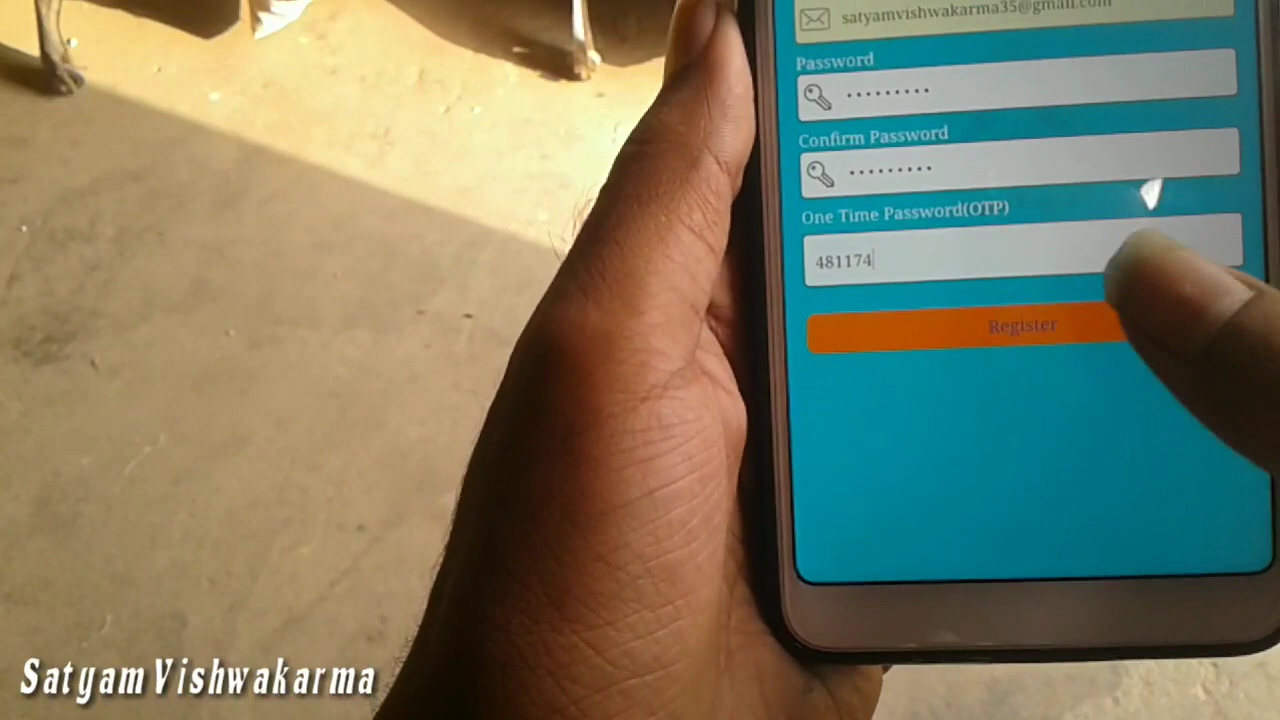 satyamvishwakarma35@gmail.com
Password
•••••••••
Confirm Password
•••••••••
One Time Password(OTP)
481174
Register
Satyam Vishwakarma